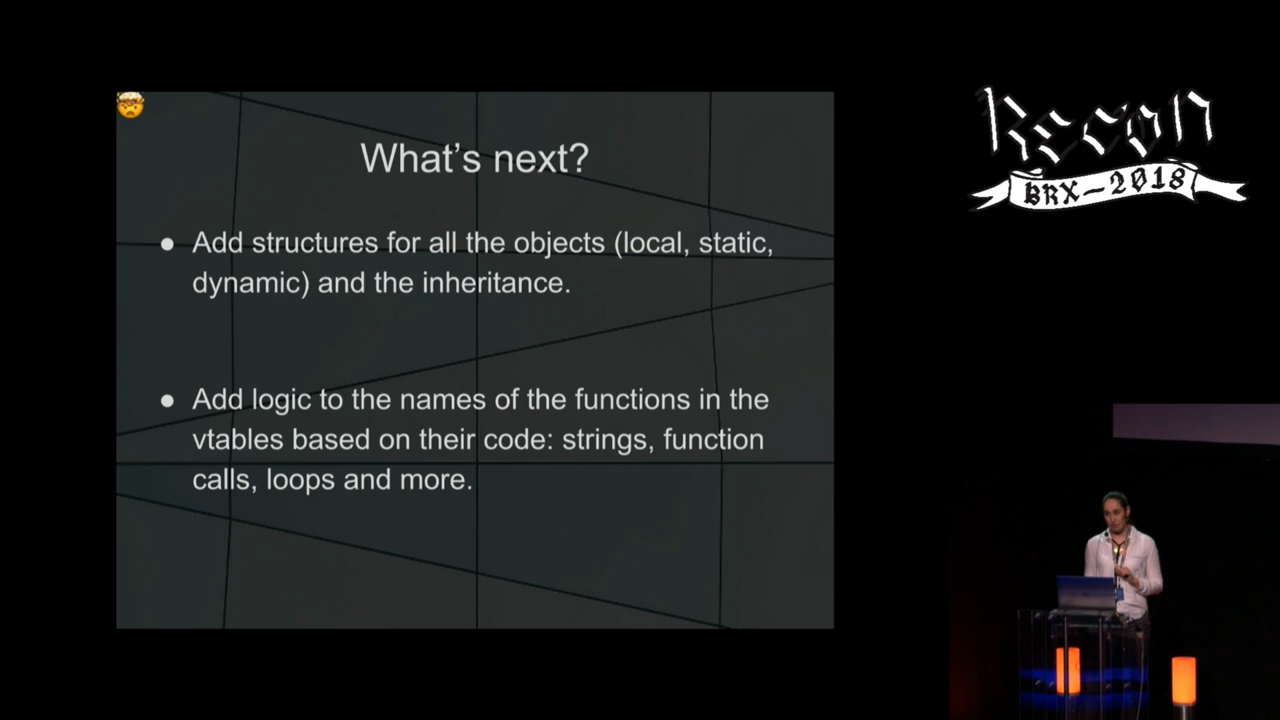 What's next?
● Add structures for all the objects (local, static,
dynamic) and the inheritance.
● Add logic to the names of the functions in the
vtables based on their code: strings, function
calls, loops and more.
Recon
BRX-2018